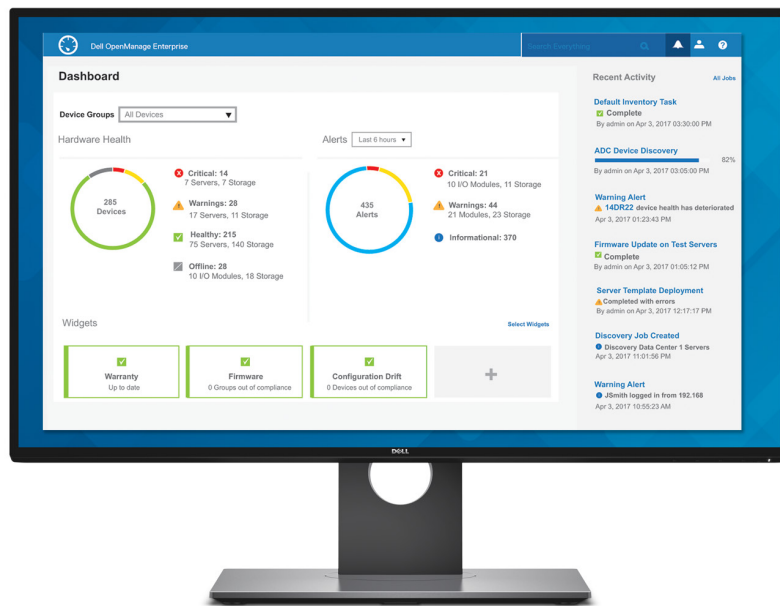 Dell OpenManage Enterprise
Search Everything
Dashboard
Device Groups
All Devices
Hardware Health
285
Devices
Critical: 14
7 Servers, 7 Storage
Warnings: 28
17 Servers, 11 Storage
Healthy: 215
75 Servers, 140 Storage
Offline: 28
10 I/O Modules, 18 Storage
Alerts
Last 6 hours
435
Alerts
Critical: 21
10 I/O Modules, 11 Storage
Warnings: 44
21 Modules, 23 Storage
Informational: 370
Widgets
Select Widgets
Warranty
Up to date
Firmware
0 Groups out of compliance
Configuration Drift
0 Devices out of compliance
+
Recent Activity
All Jobs
Default Inventory Task
Complete
By admin on Apr 3, 2017 03:30:00 PM
ADC Device Discovery
82%
By admin on Apr 3, 2017 03:05:00 PM
Warning Alert
14DR22 device health has deteriorated
Apr 3, 2017 01:23:43 PM
Firmware Update on Test Servers
Complete
By admin on Apr 3, 2017 01:05:12 PM
Server Template Deployment
Completed with errors
By admin on Apr 3, 2017 12:17:17 PM
Discovery Job Created
Discovery Data Center 1 Servers
Apr 3, 2017 11:01:56 PM
Warning Alert
JSmith logged in from 192.168
Apr 3, 2017 10:55:23 AM
DELL